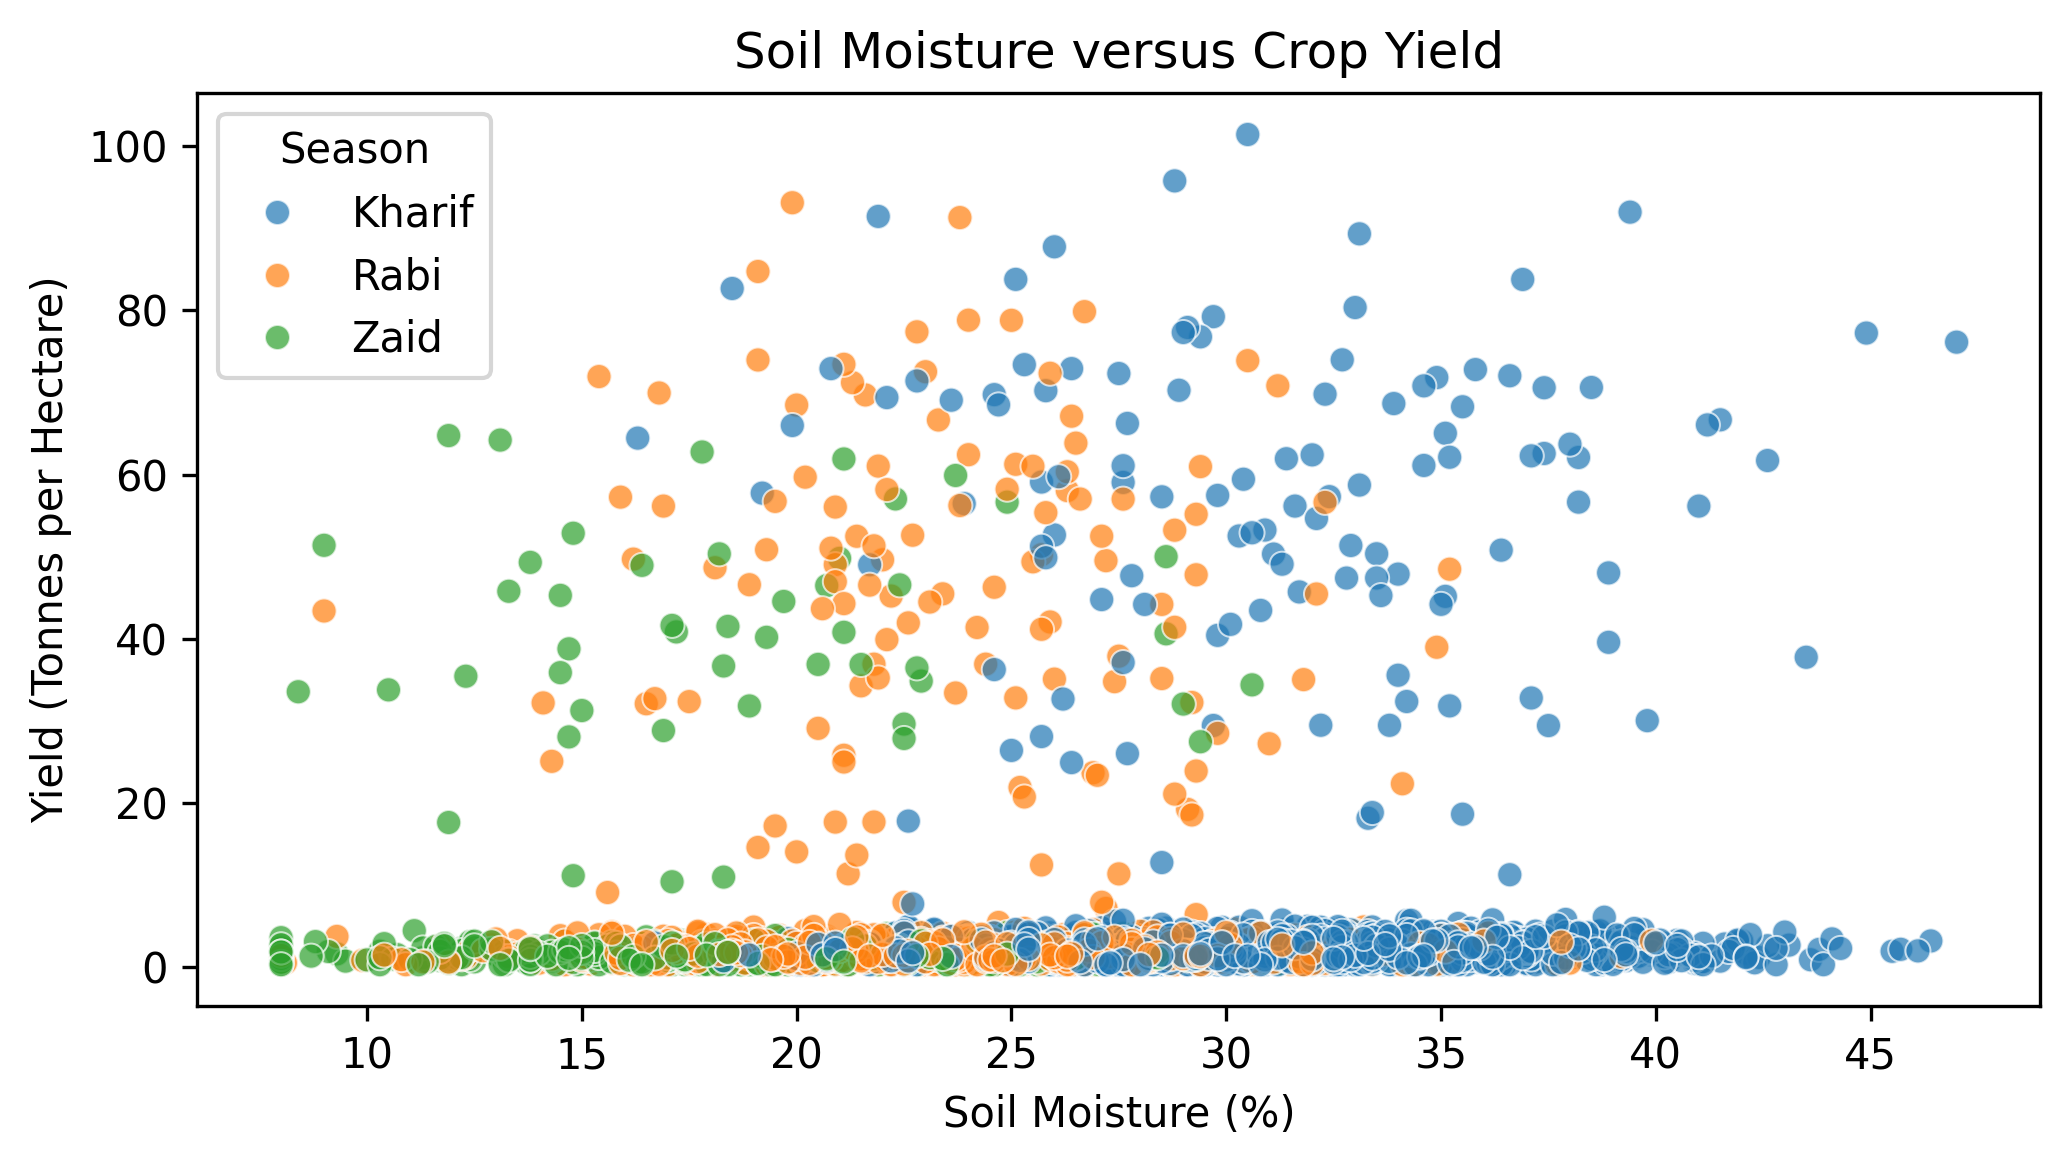 Soil Moisture versus Crop Yield
Season
Kharif
Rabi
Zaid
Yield (Tonnes per Hectare)
100
80
60
40
20
0
10 15 20 25 30 35 40 45
Soil Moisture (%)